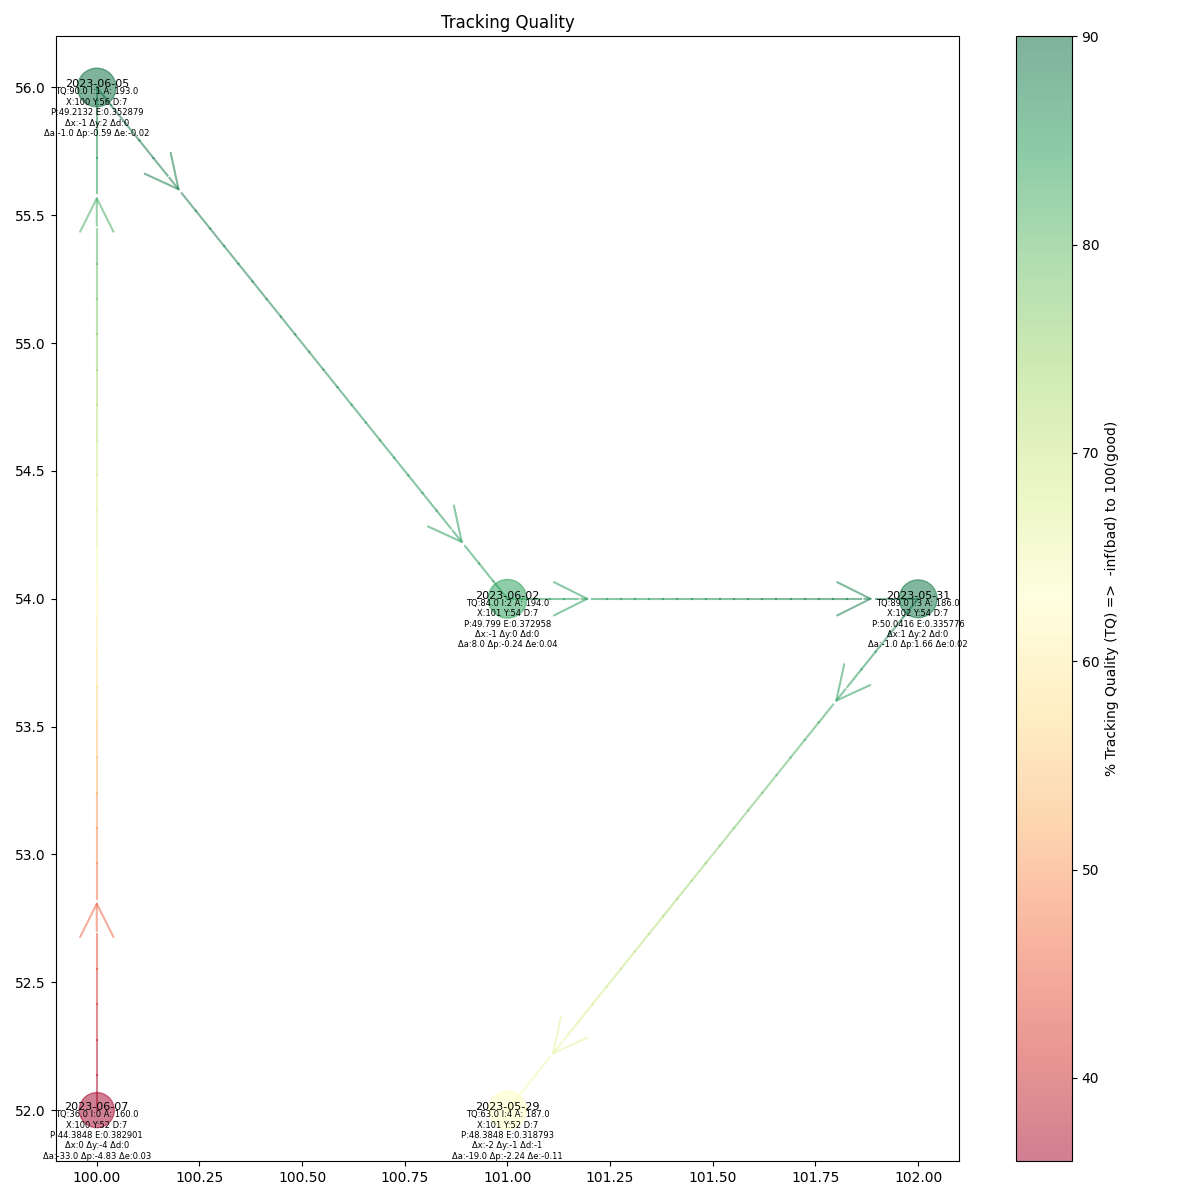 Tracking Quality
56.0
55.5
55.0
54.5
54.0
53.5
53.0
52.5
52.0
2023-06-05
TQ:90.0 I:1 A: 193.0
X:100 Y:56 D:7
P:49.2132 E:0.352879
Δx:-1 Δy:2 Δd:0
Δa:-1.0 Δp:-0.59 Δe:-0.02
2023-06-02
TQ:84.0 I:2 A: 194.0
X:101 Y:54 D:7
P:49.799 E:0.372958
Δx:-1 Δy:0 Δd:0
Δa:8.0 Δp:-0.24 Δe:0.04
2023-05-31
TQ:89.0 I:3 A: 186.0
X:102 Y:54 D:7
P:50.0416 E:0.335776
Δx:1 Δy:2 Δd:0
Δa:-1.0 Δp:1.66 Δe:0.02
2023-06-07
TQ:36.0 I:0 A: 160.0
X:100 Y:52 D:7
P:44.3848 E:0.382901
Δx:0 Δy:-4 Δd:0
Δa:-33.0 Δp:-4.83 Δe:0.03
2023-05-29
TQ:63.0 I:4 A: 187.0
X:101 Y:52 D:7
P:48.3848 E:0.318793
Δx:-2 Δy:-1 Δd:-1
Δa:-19.0 Δp:-2.24 Δe:-0.11
100.00 100.25 100.50 100.75 101.00 101.25 101.50 101.75 102.00
90
80
70
60
50
40
% Tracking Quality (TQ) => -inf(bad) to 100(good)